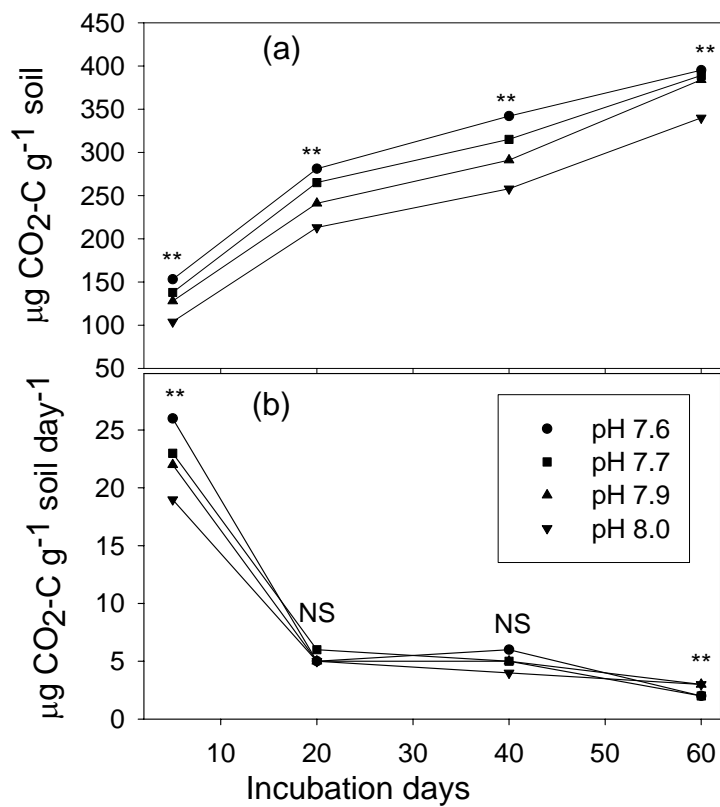 450
400
350
300
250
200
150
100
50
µg CO2-C g-1 soil
(a)
**
**
**
**
25
20
15
10
5
0
µg CO2-C g-1 soil day-1
(b)
**
NS
NS
**
pH 7.6
pH 7.7
pH 7.9
pH 8.0
10 20 30 40 50 60
Incubation days